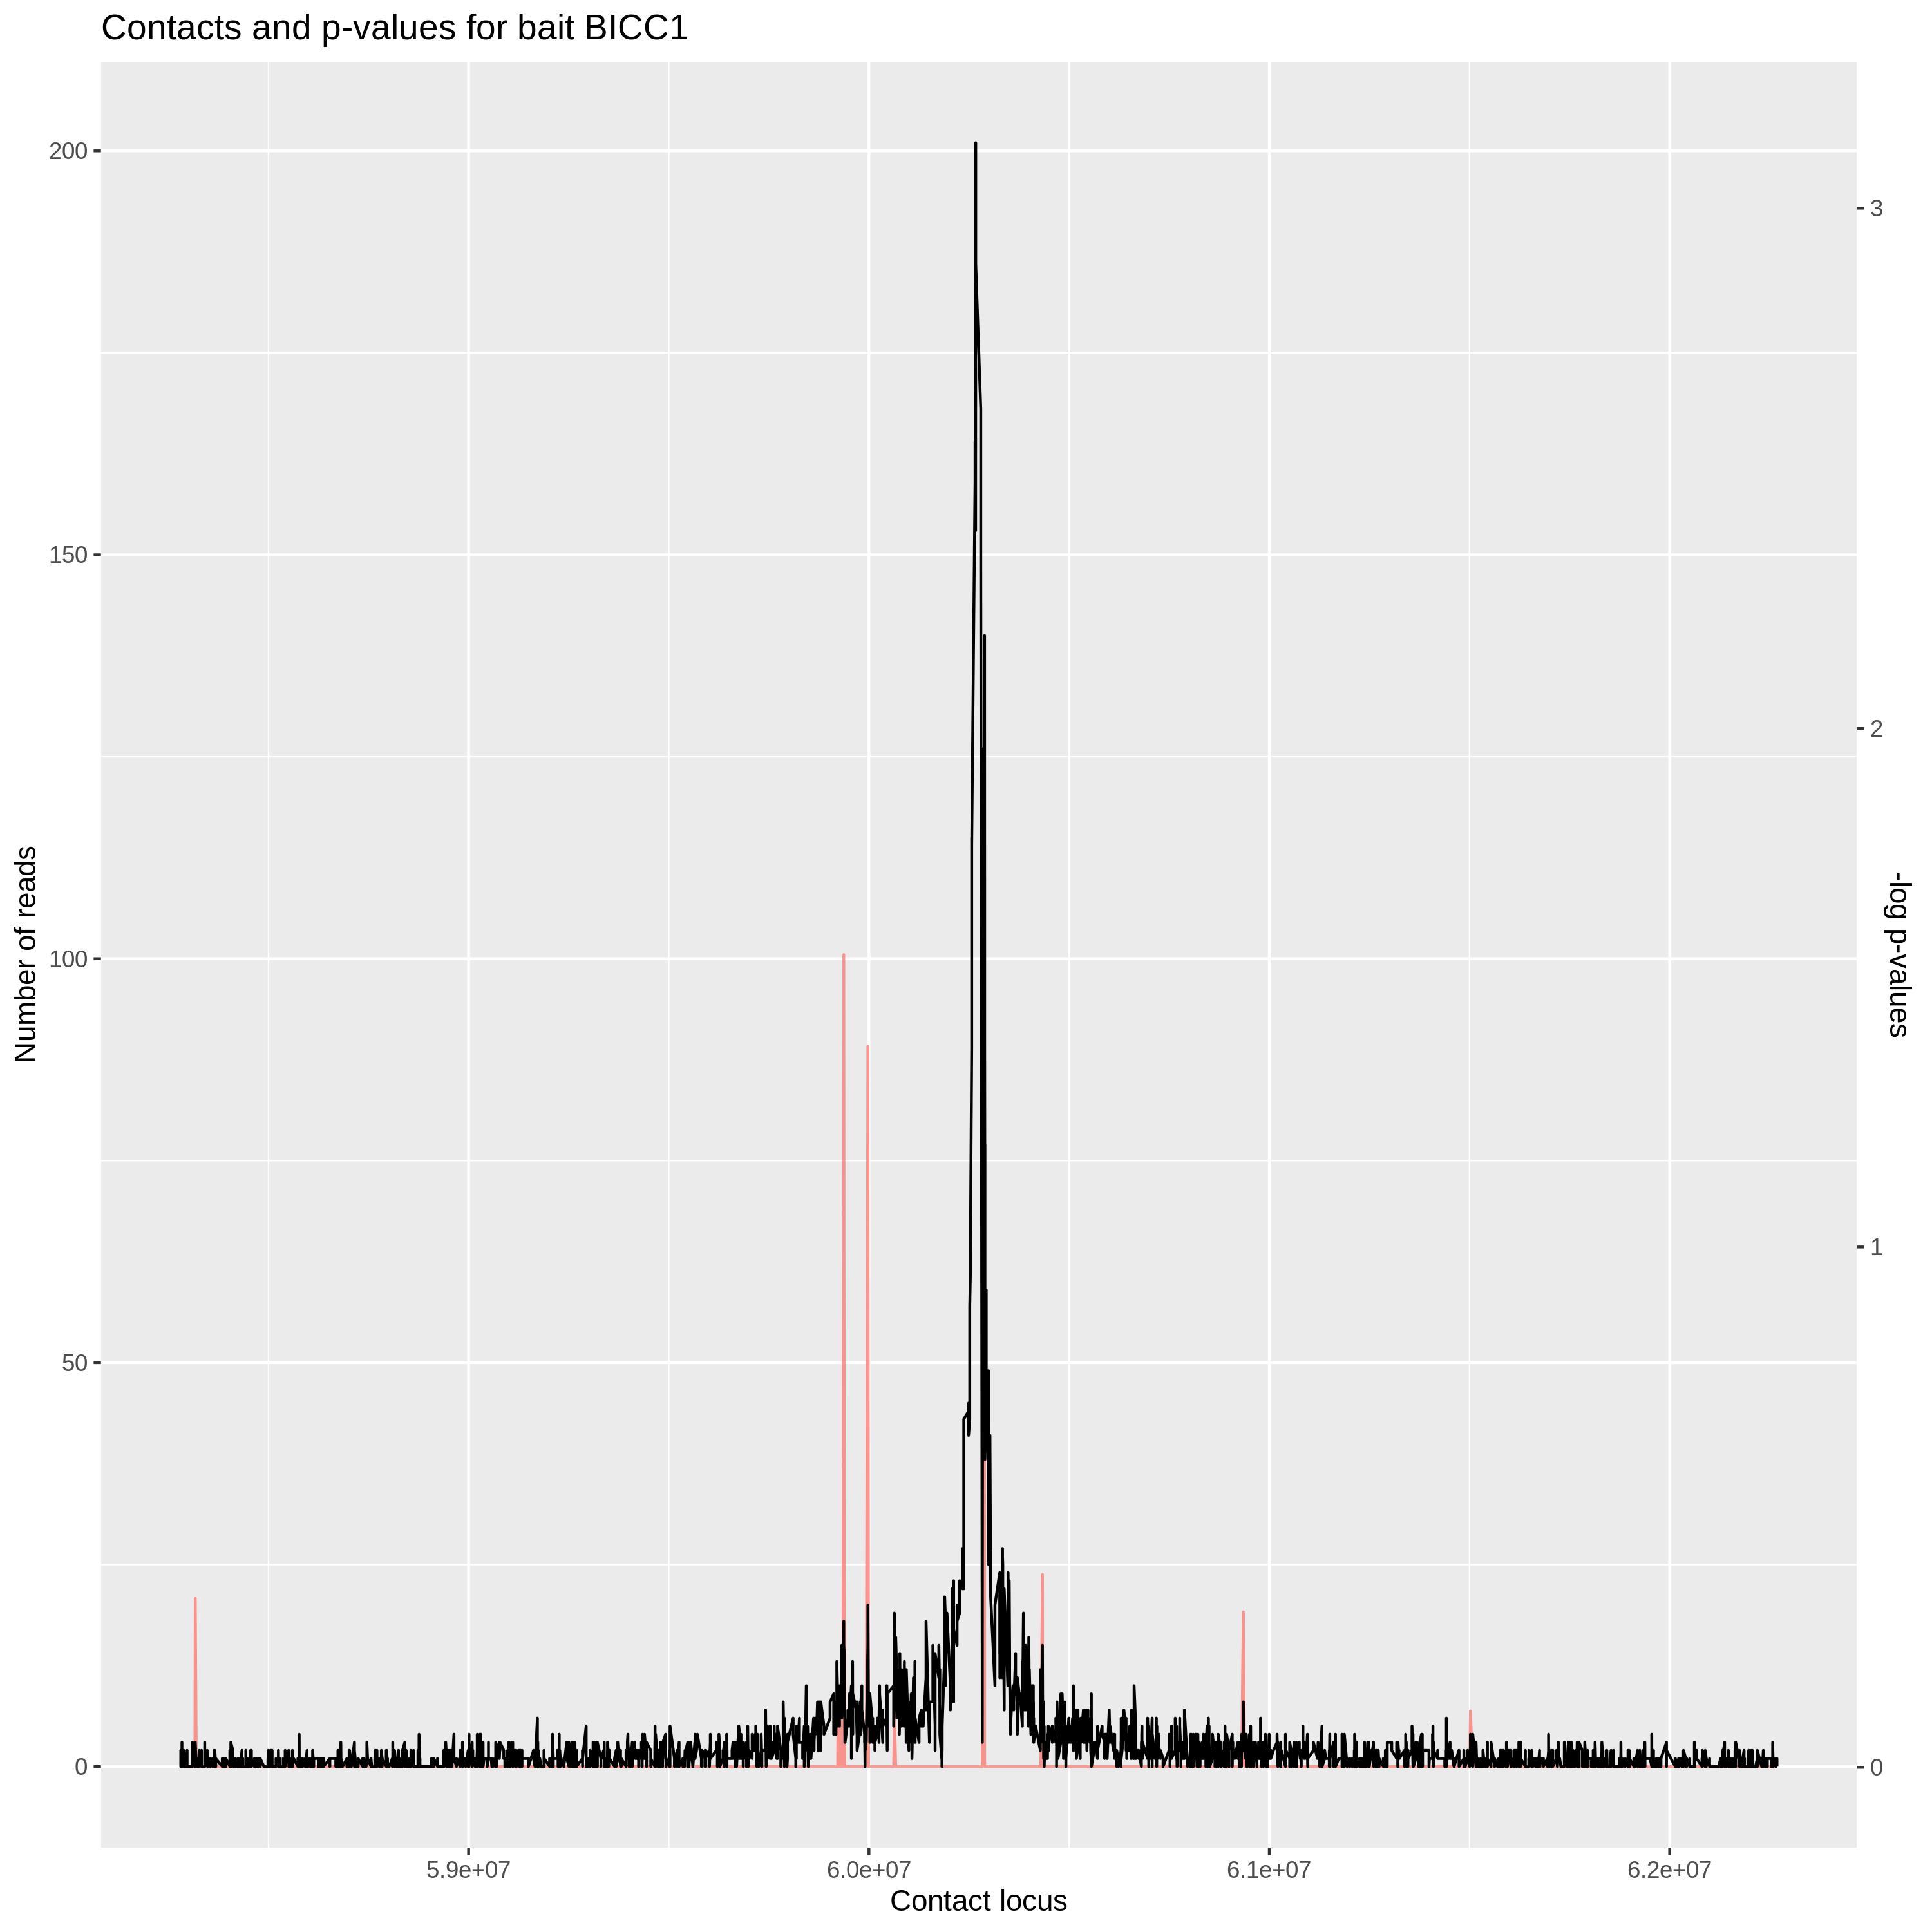 Contacts and p-values for bait BICC1
200
150
100
50
0
Number of reads
3
2
1
0
-log p-values
5.9e+07
6.0e+07
6.1e+07
6.2e+07
Contact locus